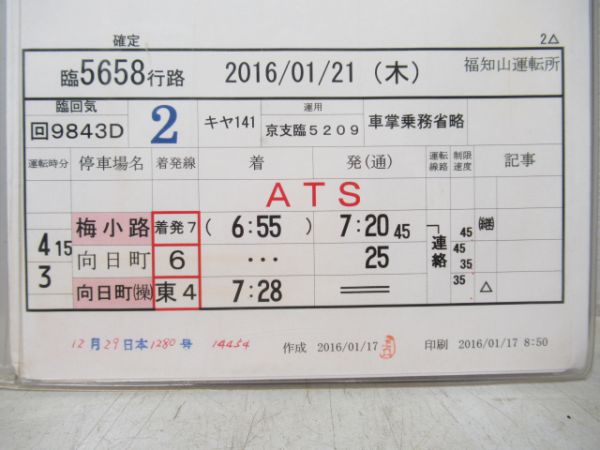 確定
2△
臨5658行路 2016/01/21 (木) 福知山運転所
臨回気
回9843D 2 キヤ141 運用 京支臨5209 車掌乗務省略
運転時分 停車場名 着発線 着 発(通) 運転線路 制限速度 記事
ATS
梅小路 着発7 ( 6:55 ) 7:20 45 45 ㋩
4 15 向日町 6 … 25 連絡 45 35
3 向日町(操) 東4 7:28 ══ 35 △
12月29日本1280号 14454 作成 2016/01/17 印刷 2016/01/17 8:50